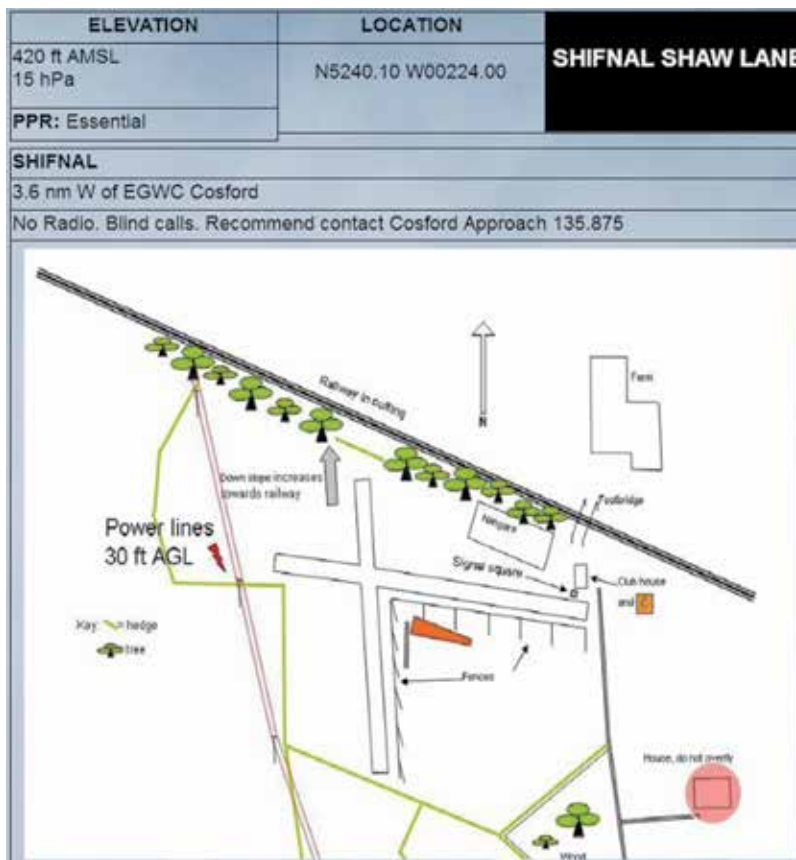 ELEVATION
LOCATION
SHIFNAL SHAW LANE
420 ft AMSL
15 hPa
N5240.10 W00224.00
PPR: Essential
SHIFNAL
3.6 nm W of EGWC Cosford
No Radio. Blind calls. Recommend contact Cosford Approach 135.875
Railway in cutting
Farm
N
Down slope increases
towards railway
Footbridge
Power lines
30 ft AGL
Signal square
Club house
and C
Key: hedge
tree
Fences
House, do not overfly
Wood